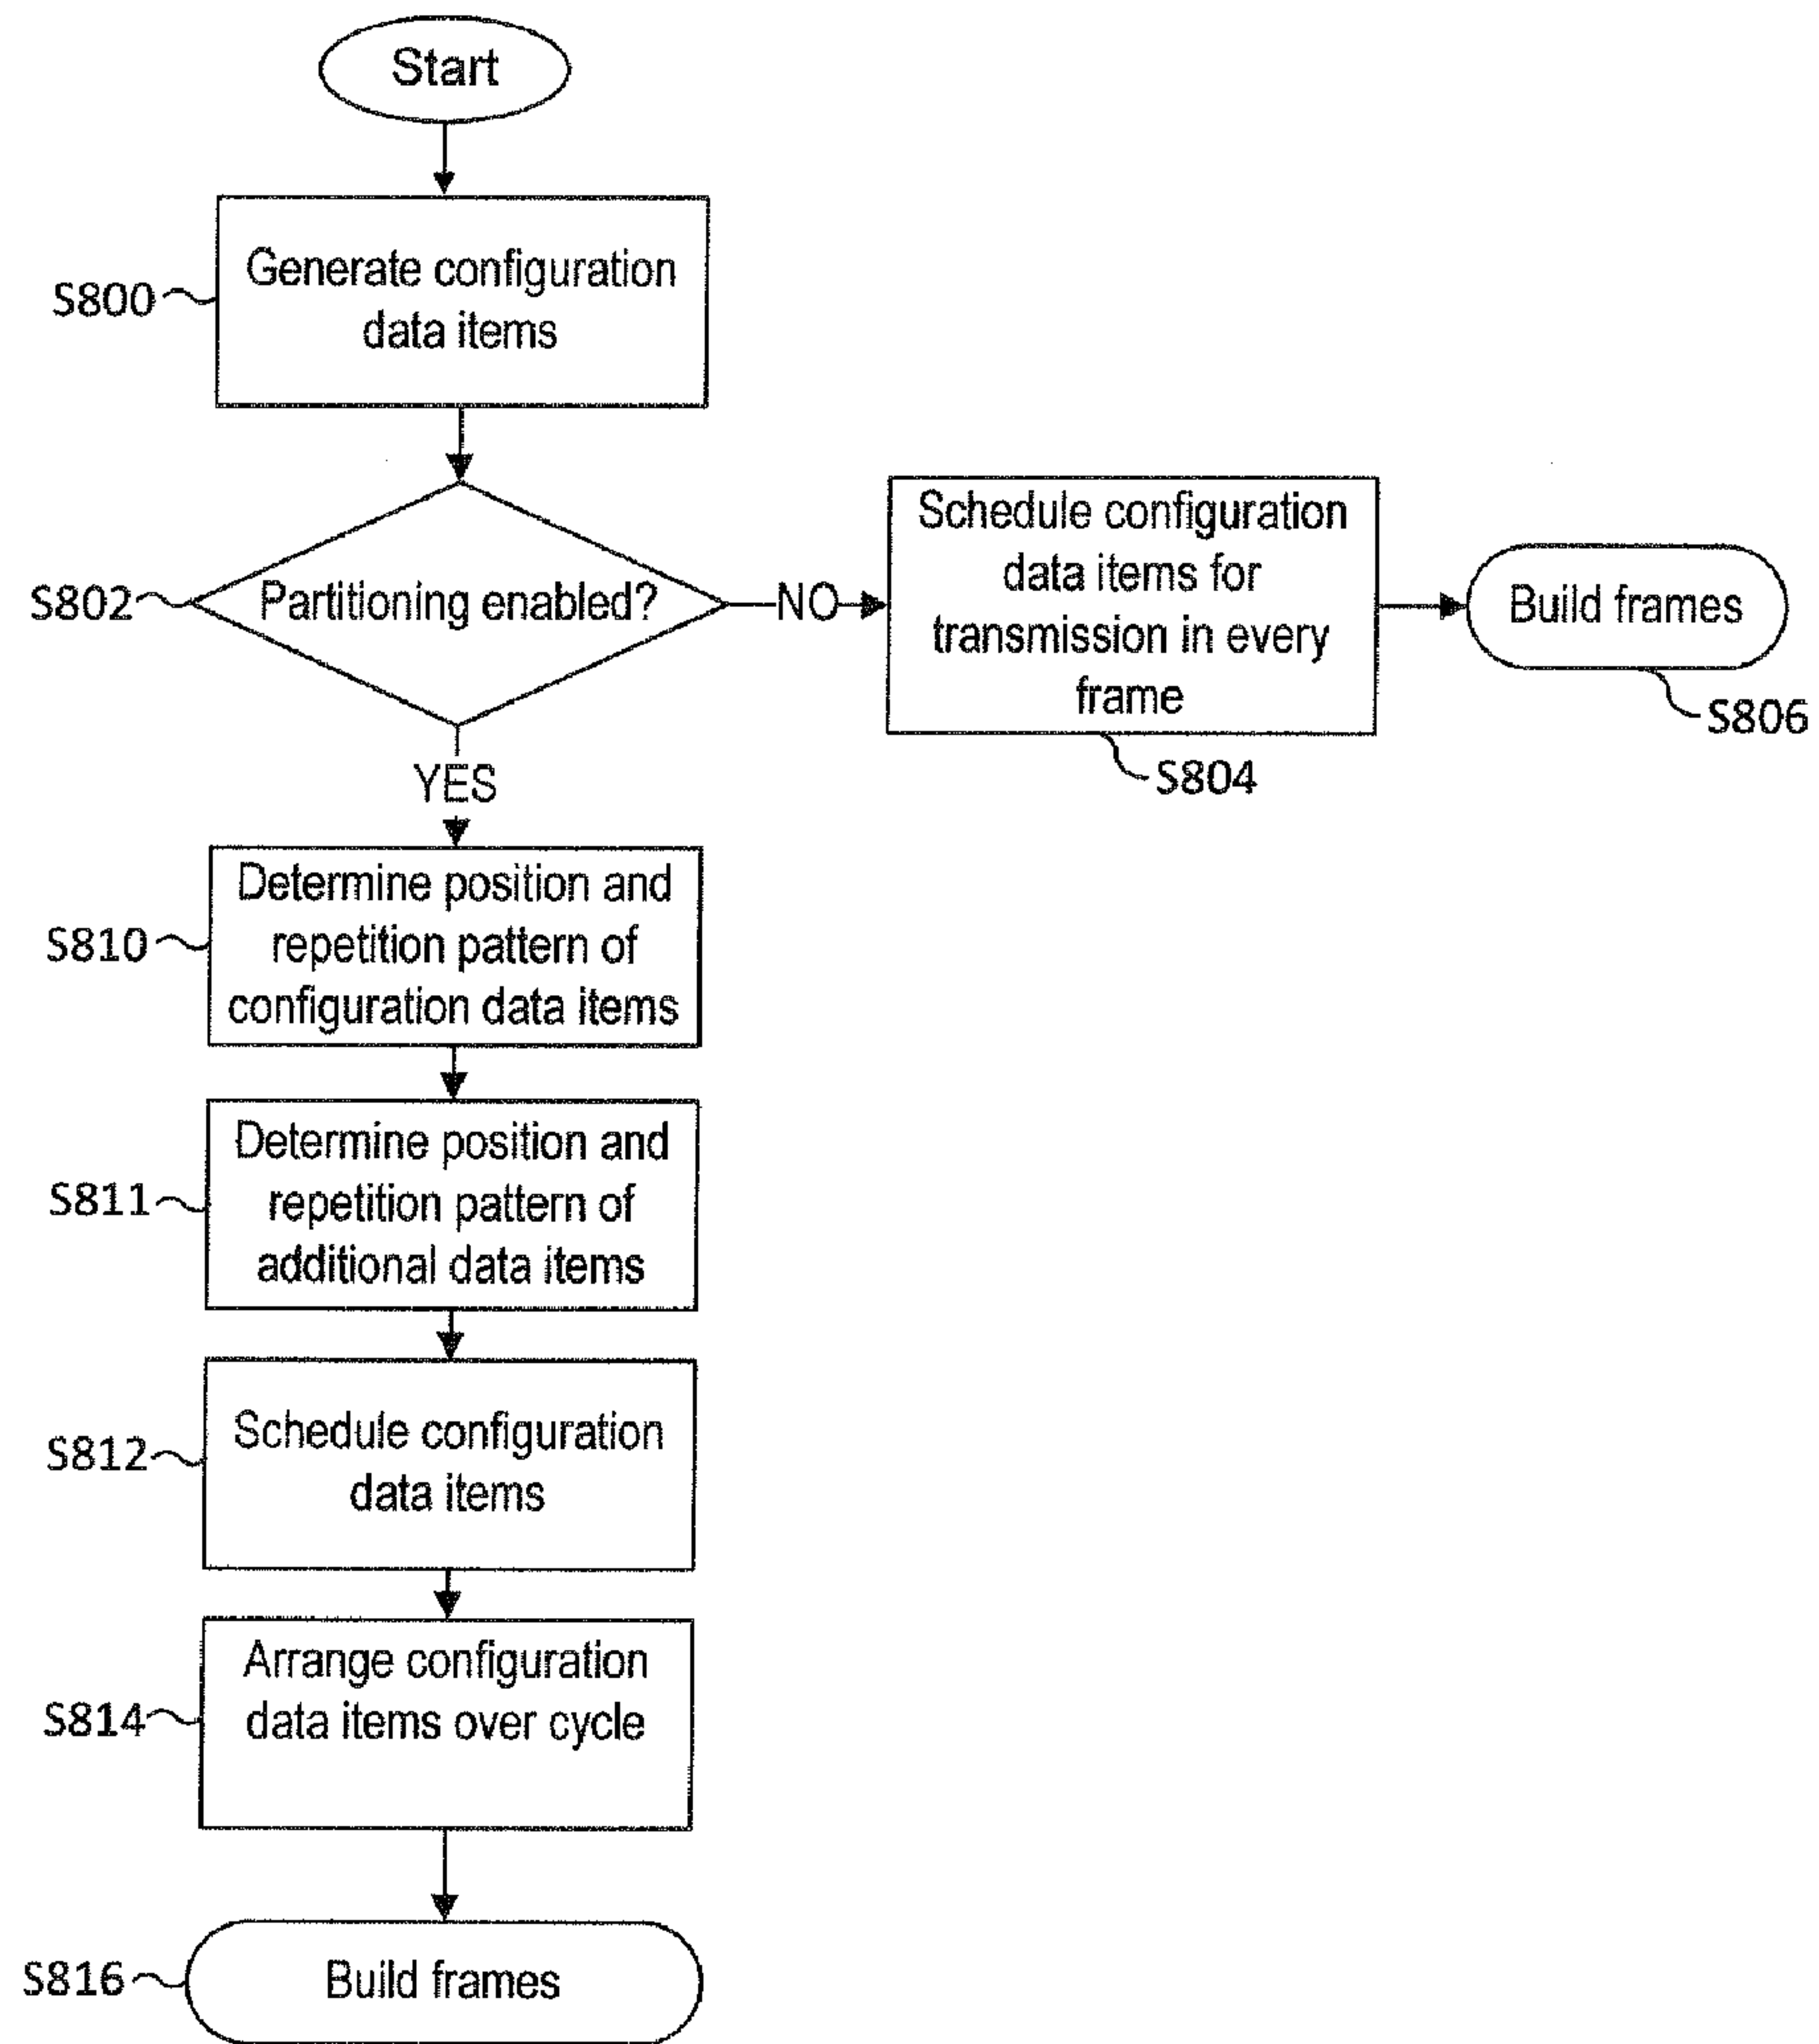 Start
S800
Generate configuration
data items
S802
Partitioning enabled?
NO
Schedule configuration
data items for
transmission in every
frame
S804
Build frames
S806
YES
S810
Determine position and
repetition pattern of
configuration data items
S811
Determine position and
repetition pattern of
additional data items
S812
Schedule configuration
data items
S814
Arrange configuration
data items over cycle
S816
Build frames